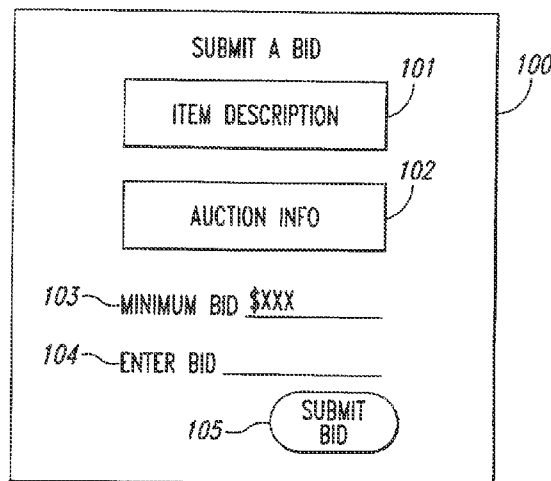 SUBMIT A BID
101
100
ITEM DESCRIPTION
102
AUCTION INFO
103 MINIMUM BID $XXX
104 ENTER BID
105 SUBMIT
BID